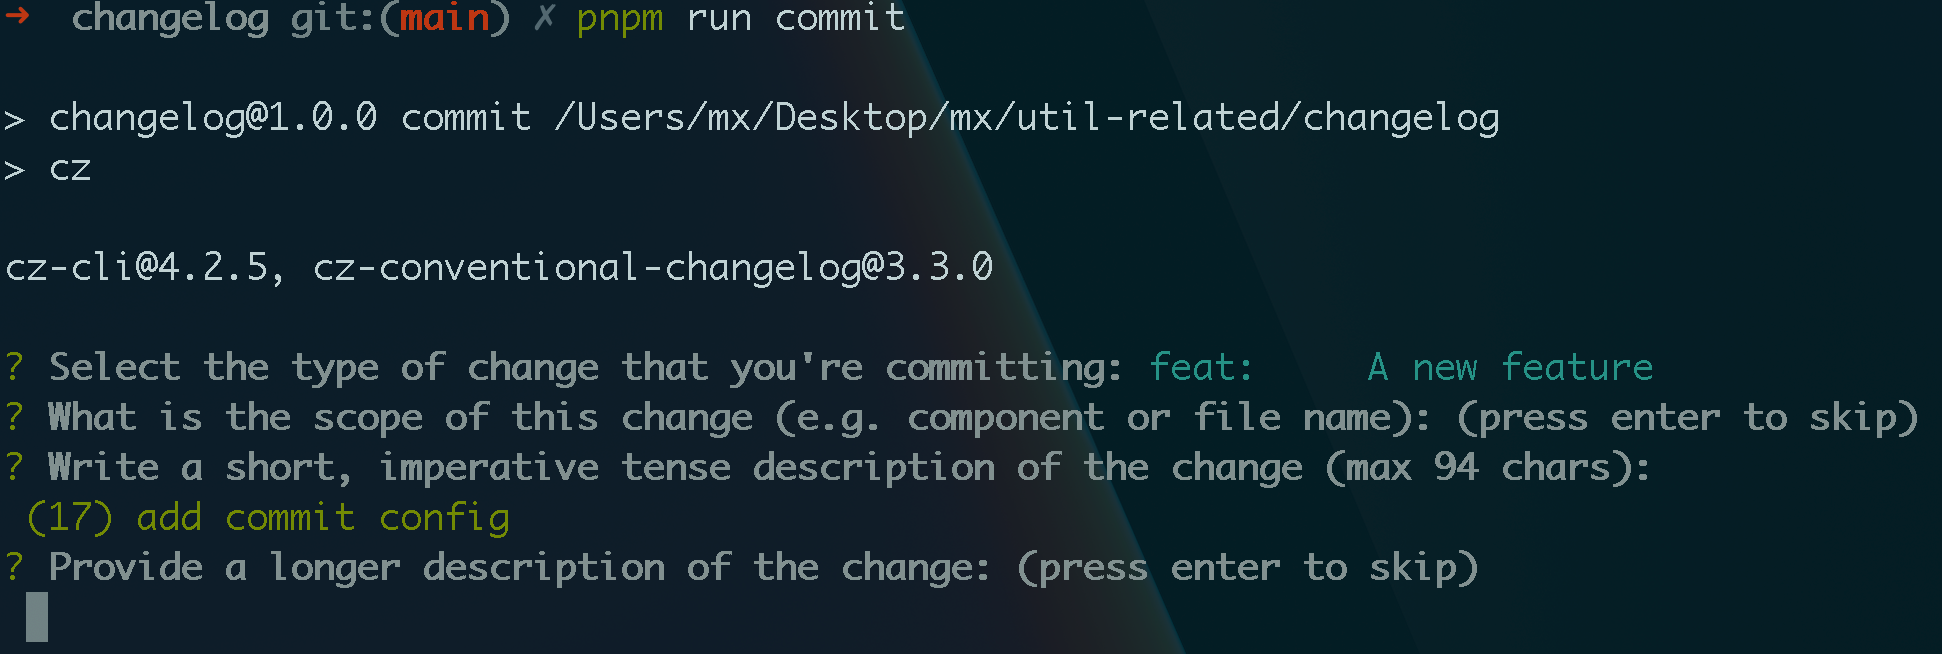 ➜  changelog git:(main) ✗ pnpm run commit
> changelog@1.0.0 commit /Users/mx/Desktop/mx/util-related/changelog
> cz
cz-cli@4.2.5, cz-conventional-changelog@3.3.0
? Select the type of change that you're committing: feat:     A new feature
? What is the scope of this change (e.g. component or file name): (press enter to skip)
? Write a short, imperative tense description of the change (max 94 chars):
(17) add commit config
? Provide a longer description of the change: (press enter to skip)